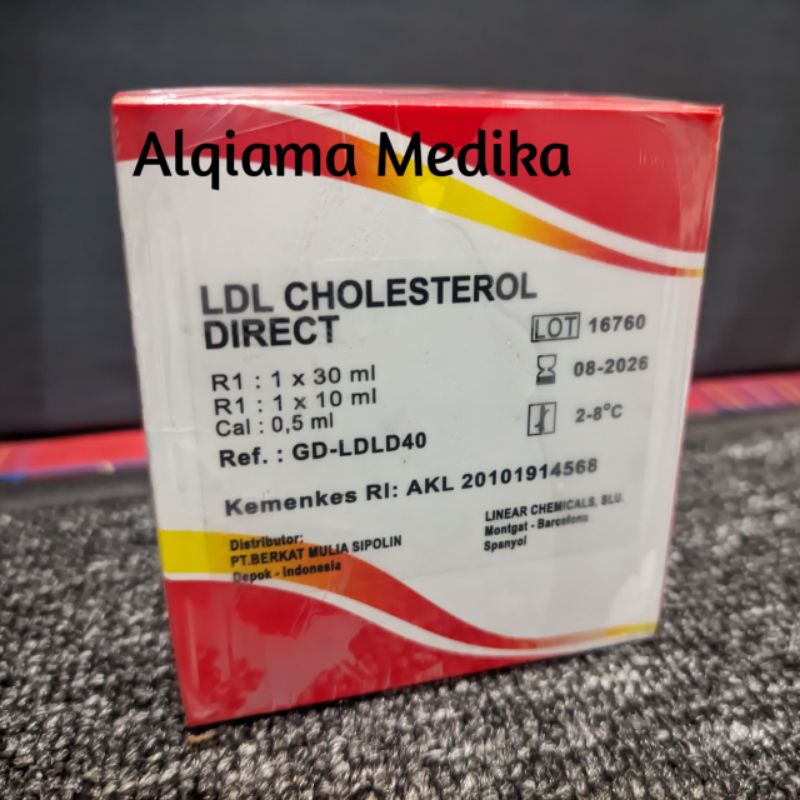 Alqiama Medika
LDL CHOLESTEROL
DIRECT
LOT 16760
R1 : 1 x 30 ml
08-2026
R1 : 1 x 10 ml
Cal : 0,5 ml
2-8°C
Ref. : GD-LDLD40
Kemenkes RI: AKL 20101914568
Distributor:
PT.BERKAT MULIA SIPOLIN
Depok - Indonesia
LINEAR CHEMICALS, SLU.
Montgat - Barcelona
Spanyol